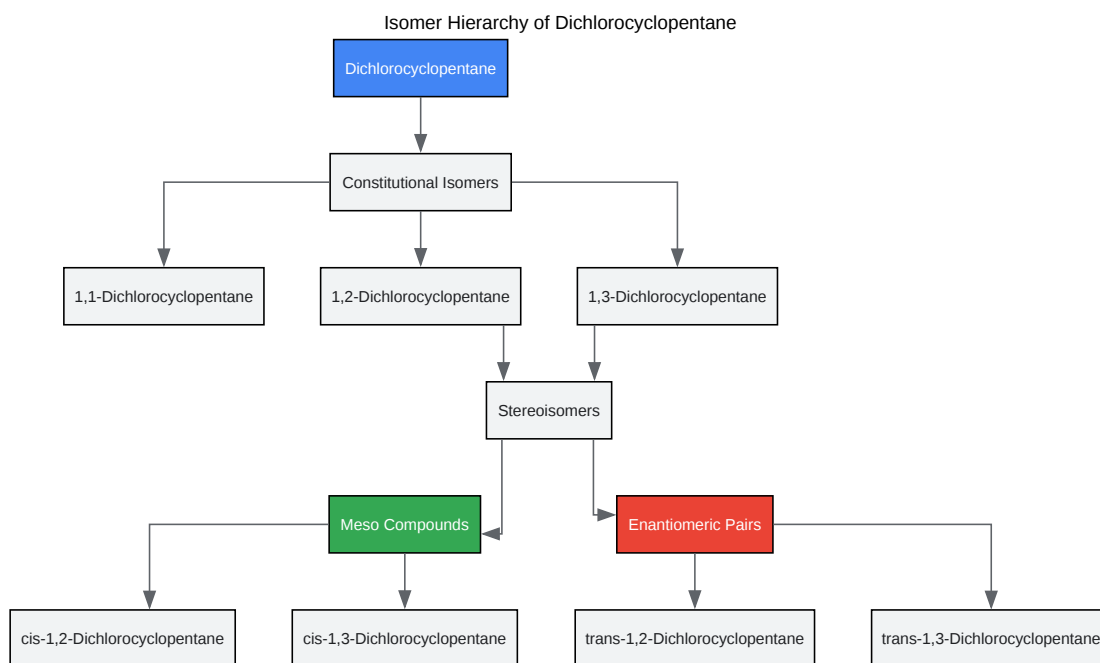 Isomer Hierarchy of Dichlorocyclopentane
Dichlorocyclopentane
Constitutional Isomers
1,1-Dichlorocyclopentane
1,2-Dichlorocyclopentane
1,3-Dichlorocyclopentane
Stereoisomers
Meso Compounds
Enantiomeric Pairs
cis-1,2-Dichlorocyclopentane
cis-1,3-Dichlorocyclopentane
trans-1,2-Dichlorocyclopentane
trans-1,3-Dichlorocyclopentane